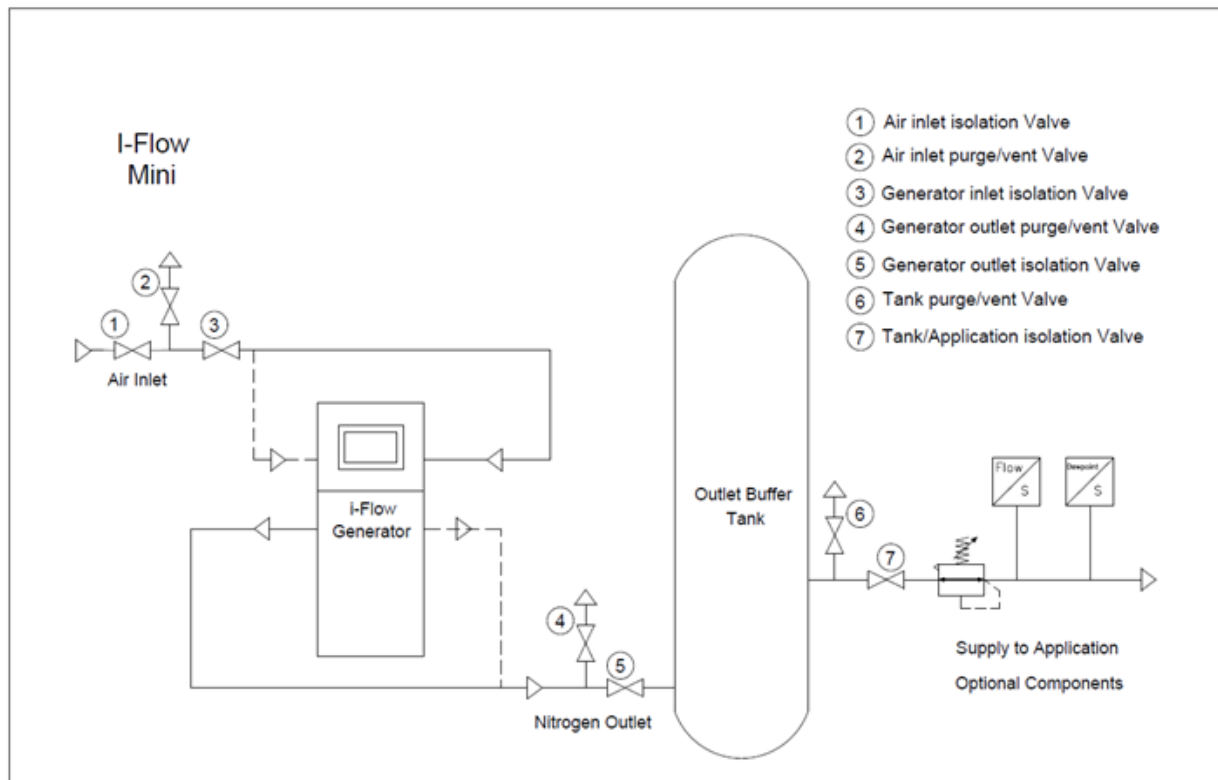 I-Flow
Mini
① Air inlet isolation Valve
② Air inlet purge/vent Valve
③ Generator inlet isolation Valve
④ Generator outlet purge/vent Valve
⑤ Generator outlet isolation Valve
⑥ Tank purge/vent Valve
⑦ Tank/Application isolation Valve
②
① ③
Air Inlet
i-Flow
Generator
Outlet Buffer
Tank
④
⑤
Nitrogen Outlet
⑥
⑦
Flow
S
Dewpoint
S
Supply to Application
Optional Components